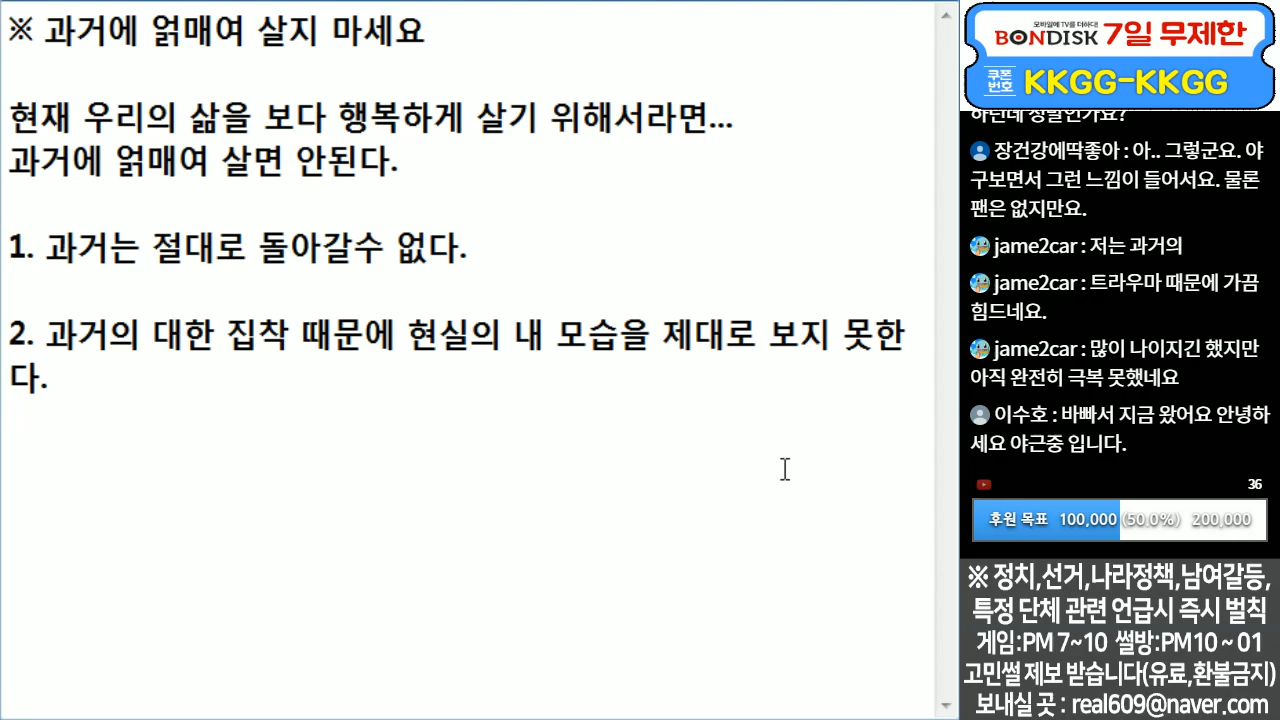 ※ 과거에 얽매여 살지 마세요
현재 우리의 삶을 보다 행복하게 살기 위해서라면...
과거에 얽매여 살면 안된다.
1. 과거는 절대로 돌아갈수 없다.
2. 과거의 대한 집착 때문에 현실의 내 모습을 제대로 보지 못한
다.
모바일에 TV를 더하다!
BONDISK 7일 무제한
쿠폰
번호 KKGG-KKGG
장건강에딱좋아 : 아.. 그렇군요. 야
구보면서 그런 느낌이 들어서요. 물론
팬은 없지만요.
jame2car : 저는 과거의
jame2car : 트라우마 때문에 가끔
힘드네요.
jame2car : 많이 나이지긴 했지만
아직 완전히 극복 못했네요
이수호 : 바빠서 지금 왔어요 안녕하
세요 야근중 입니다.
36
후원 목표 100,000 (50.0%) 200,000
※ 정치,선거,나라정책,남여갈등,
특정 단체 관련 언급시 즉시 벌칙
게임:PM 7~10 썰방:PM10 ~ 01
고민썰 제보 받습니다(유료,환불금지)
보내실 곳 : real609@naver.com